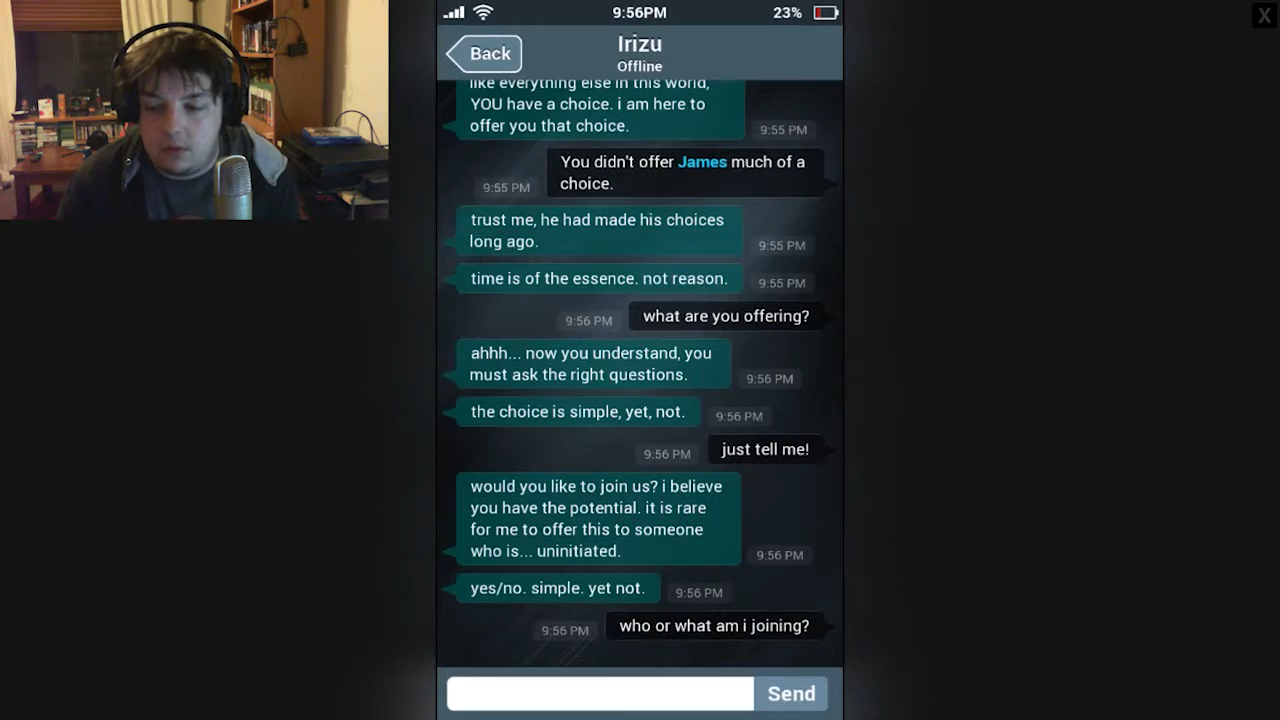 9:56PM
23%
X
Back
Irizu
Offline
like everything else in this world,
YOU have a choice. i am here to
offer you that choice.
9:55 PM
You didn't offer James much of a
choice.
9:55 PM
trust me, he had made his choices
long ago.
9:55 PM
time is of the essence. not reason.
9:55 PM
what are you offering?
9:56 PM
ahhh... now you understand, you
must ask the right questions.
9:56 PM
the choice is simple, yet, not.
9:56 PM
just tell me!
9:56 PM
would you like to join us? i believe
you have the potential. it is rare
for me to offer this to someone
who is... uninitiated.
9:56 PM
yes/no. simple. yet not.
9:56 PM
who or what am i joining?
9:56 PM
Send